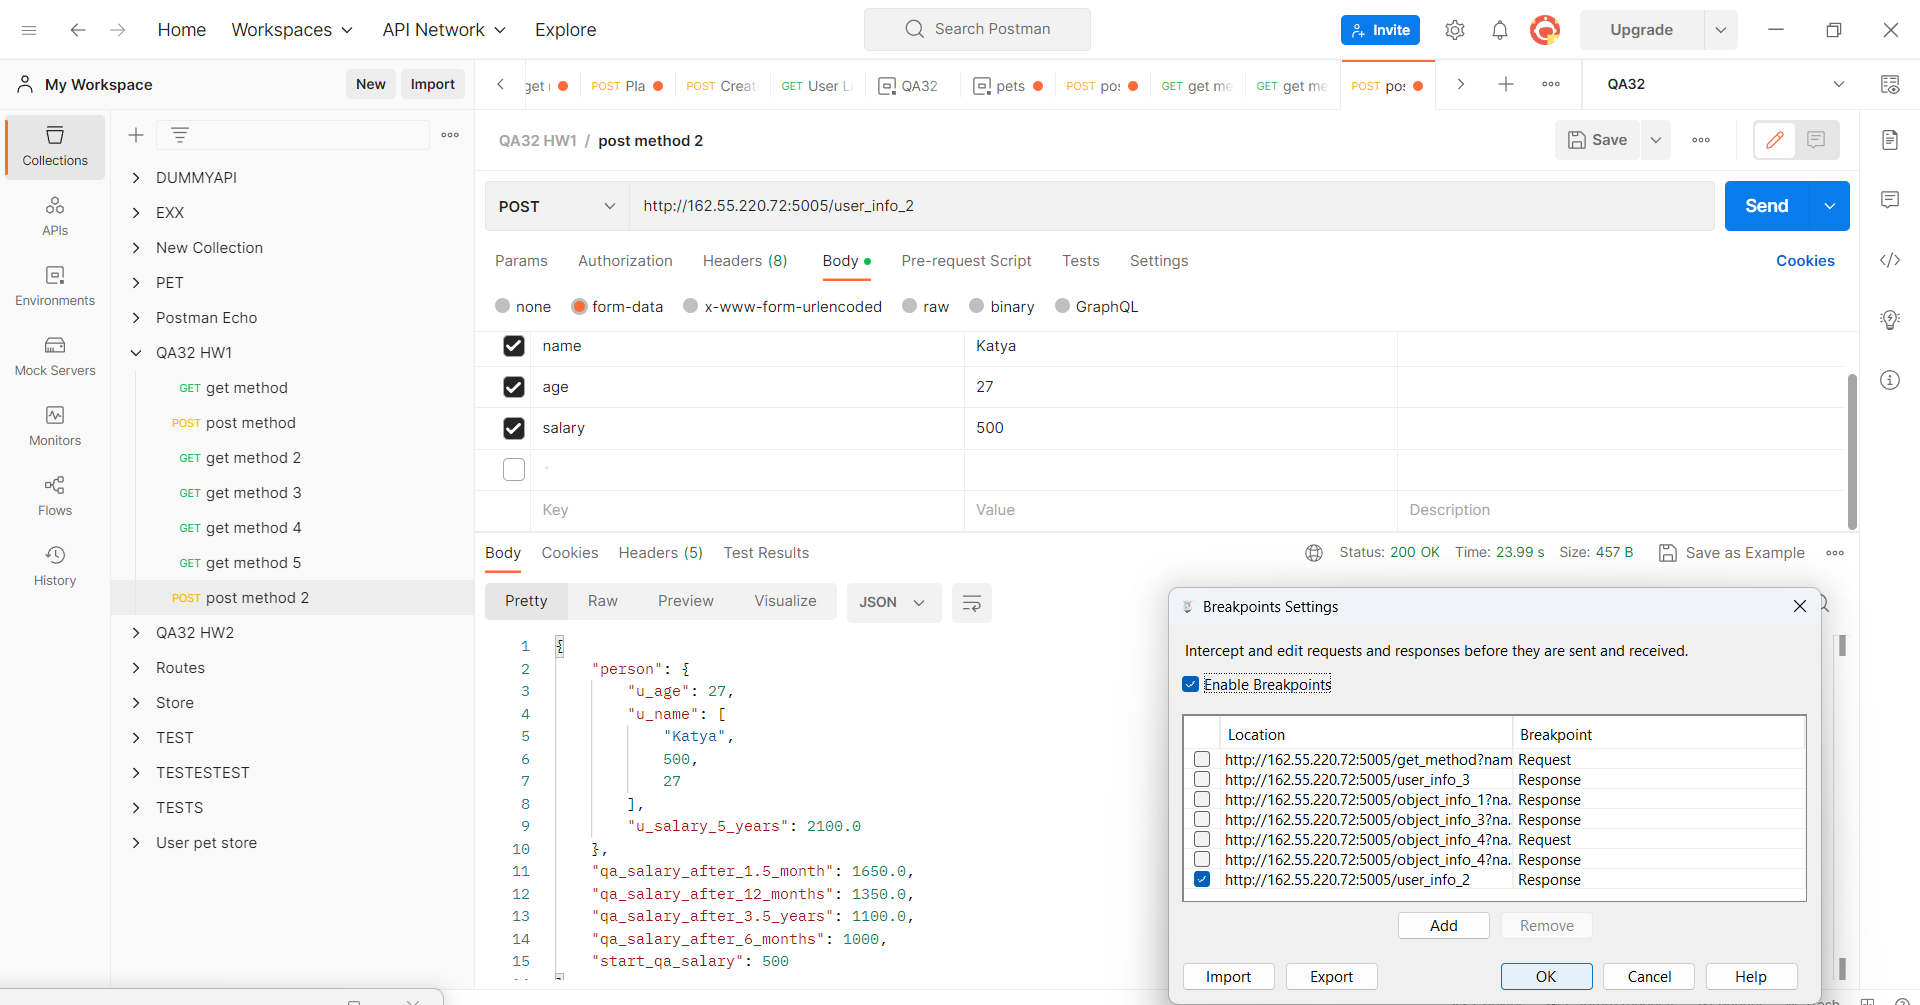 Home Workspaces API Network Explore Search Postman Invite Upgrade
My Workspace New Import
get POST Pla POST Creat GET User L QA32 pets POST pos GET get me GET get me POST pos QA32
Collections
APIs
Environments
Mock Servers
Monitors
Flows
History
DUMMYAPI
EXX
New Collection
PET
Postman Echo
QA32 HW1
GET get method
POST post method
GET get method 2
GET get method 3
GET get method 4
GET get method 5
POST post method 2
QA32 HW2
Routes
Store
TEST
TESTESTEST
TESTS
User pet store
QA32 HW1 / post method 2 Save
POST http://162.55.220.72:5005/user_info_2 Send
Params Authorization Headers (8) Body Pre-request Script Tests Settings Cookies
none form-data x-www-form-urlencoded raw binary GraphQL
name Katya
age 27
salary 500
Key Value Description
Body Cookies Headers (5) Test Results Status: 200 OK Time: 23.99 s Size: 457 B Save as Example
Pretty Raw Preview Visualize JSON
1 {
2 "person": {
3 "u_age": 27,
4 "u_name": [
5 "Katya",
6 500,
7 27
8 ],
9 "u_salary_5_years": 2100.0
10 },
11 "qa_salary_after_1.5_month": 1650.0,
12 "qa_salary_after_12_months": 1350.0,
13 "qa_salary_after_3.5_years": 1100.0,
14 "qa_salary_after_6_months": 1000,
15 "start_qa_salary": 500
Breakpoints Settings
Intercept and edit requests and responses before they are sent and received.
Enable Breakpoints
Location Breakpoint
http://162.55.220.72:5005/get_method?nam Request
http://162.55.220.72:5005/user_info_3 Response
http://162.55.220.72:5005/object_info_1?na... Response
http://162.55.220.72:5005/object_info_3?na... Response
http://162.55.220.72:5005/object_info_4?na... Request
http://162.55.220.72:5005/object_info_4?na... Response
http://162.55.220.72:5005/user_info_2 Response
Add Remove
Import Export OK Cancel Help